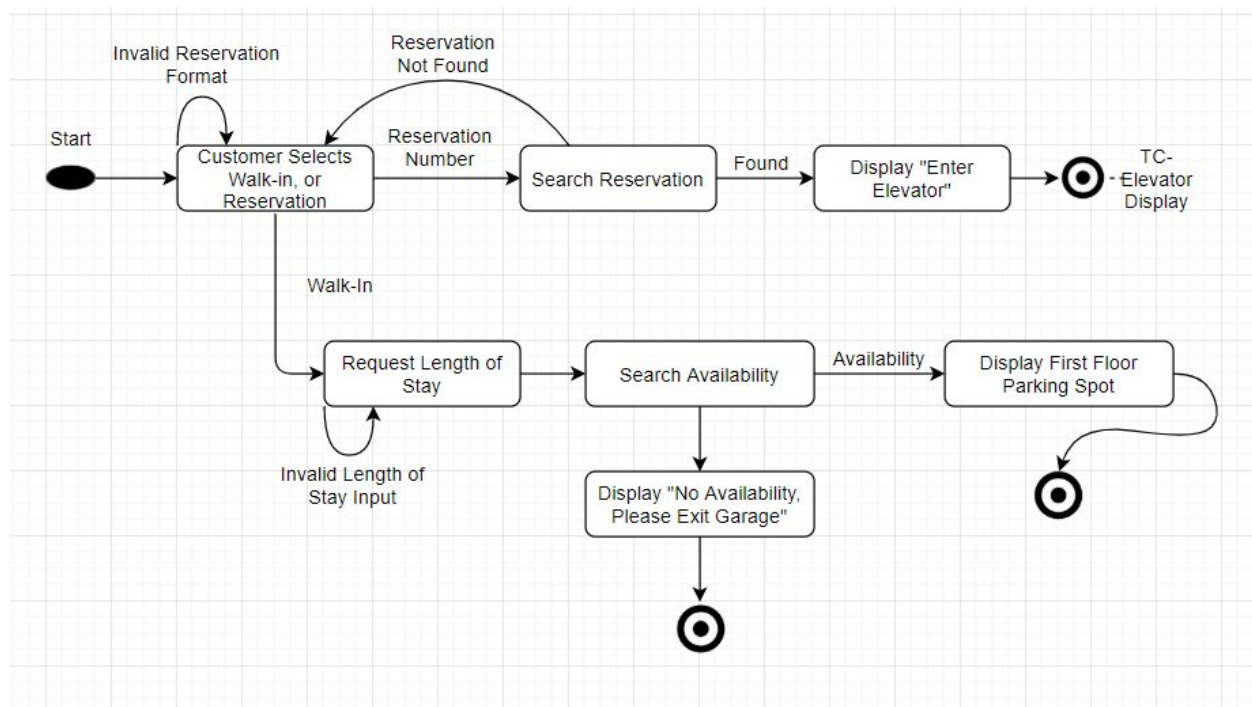 Invalid Reservation
Format
Reservation
Not Found
Start
Customer Selects
Walk-in, or
Reservation
Reservation
Number
Search Reservation
Found
Display "Enter
Elevator"
TC-
Elevator
Display
Walk-In
Request Length of
Stay
Search Availability
Availability
Display First Floor
Parking Spot
Invalid Length of
Stay Input
Display "No Availability,
Please Exit Garage"